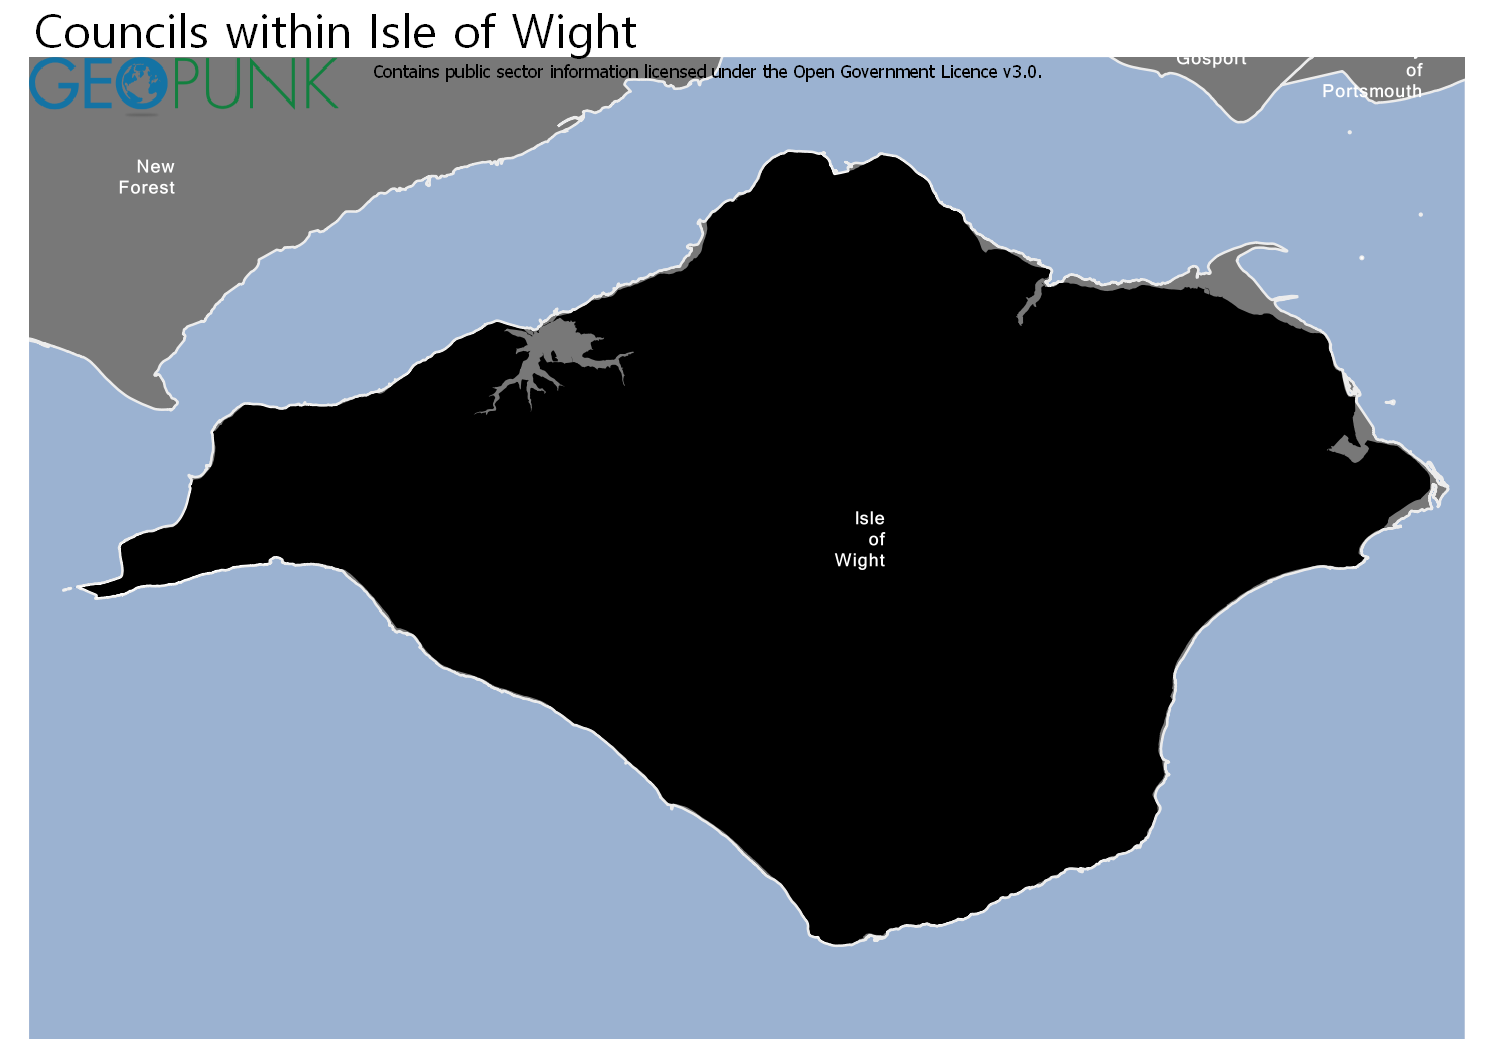 Councils within Isle of Wight
GEOPUNK
Contains public sector information licensed under the Open Government Licence v3.0.
Gosport
of
Portsmouth
New
Forest
Isle
of
Wight